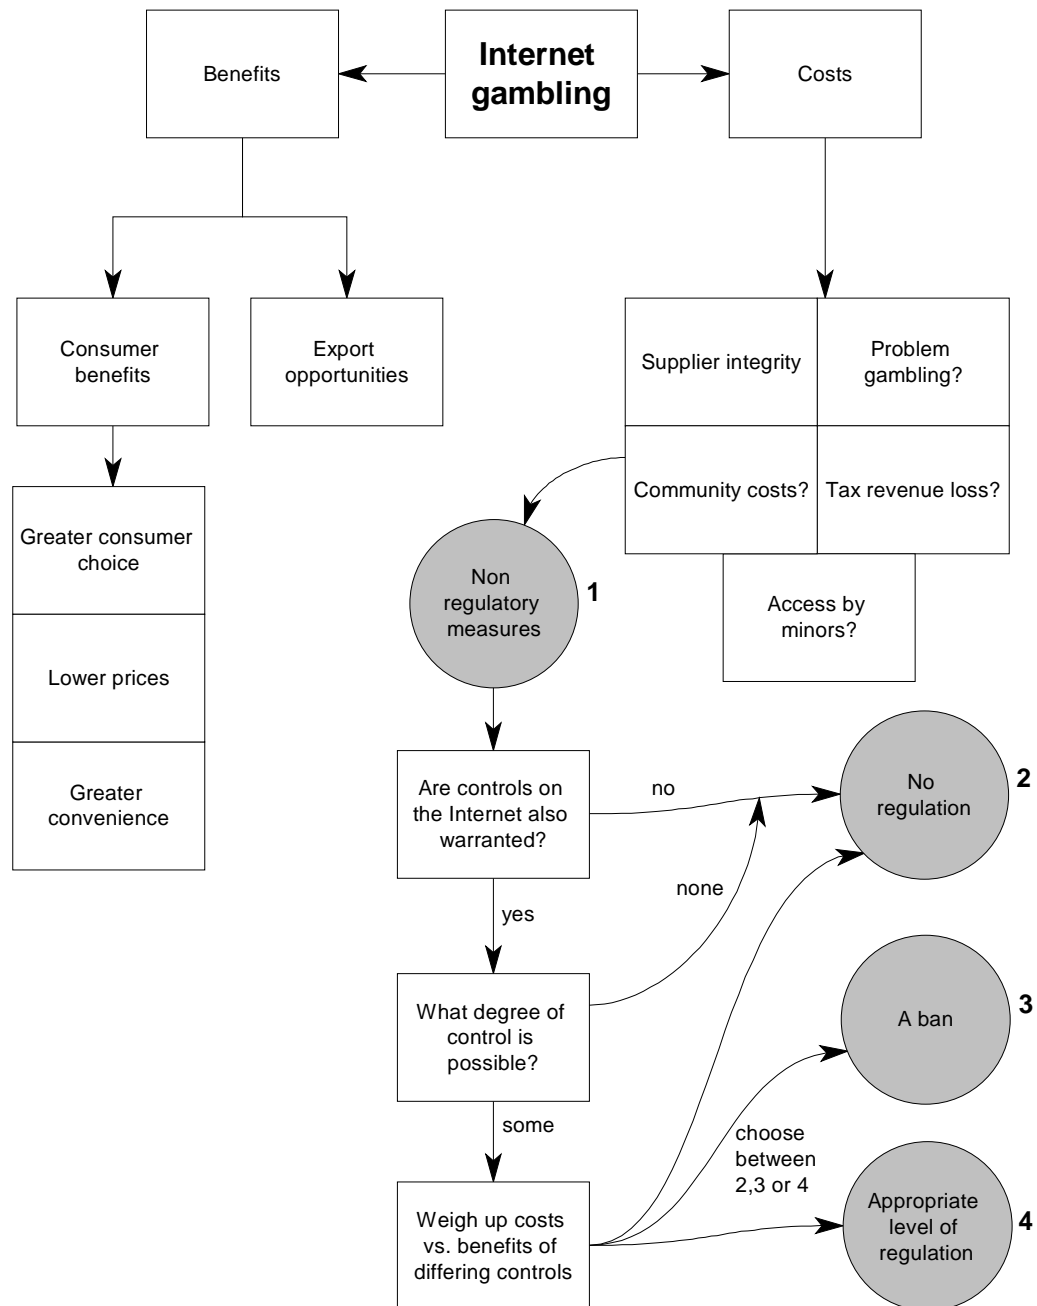 Benefits
Internet
gambling
Costs
Consumer
benefits
Export
opportunities
Supplier integrity
Problem
gambling?
Community costs?
Tax revenue loss?
Access by
minors?
Greater consumer
choice
Lower prices
Greater
convenience
Non
regulatory
measures
1
Are controls on
the Internet also
warranted?
no
No
regulation
2
yes
none
What degree of
control is
possible?
A ban
3
some
choose
between
2,3 or 4
Weigh up costs
vs. benefits of
differing controls
Appropriate
level of
regulation
4